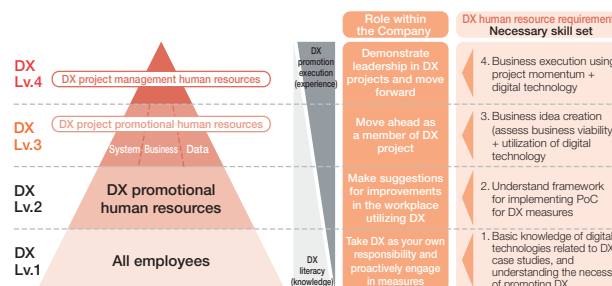 Role within
the Company
DX human resource requirement
Necessary skill set
DX
Lv.4
DX project management human resources
DX
promotion
execution
(experience)
Demonstrate
leadership in DX
projects and move
forward
4. Business execution using
project momentum +
digital technology
DX
Lv.3
DX project promotional human resources
System
Business
Data
Move ahead as
a member of DX
project
3. Business idea creation
(assess business viability)
+ utilization of digital
technology
DX
Lv.2
DX promotional
human resources
Make suggestions
for improvements
in the workplace
utilizing DX
2. Understand framework
for implementing PoC
for DX measures
DX
Lv.1
All employees
DX
literacy
(knowledge)
Take DX as your own
responsibility and
proactively engage
in measures
1. Basic knowledge of digital
technologies related to DX
case studies, and
understanding the
of promoting DX